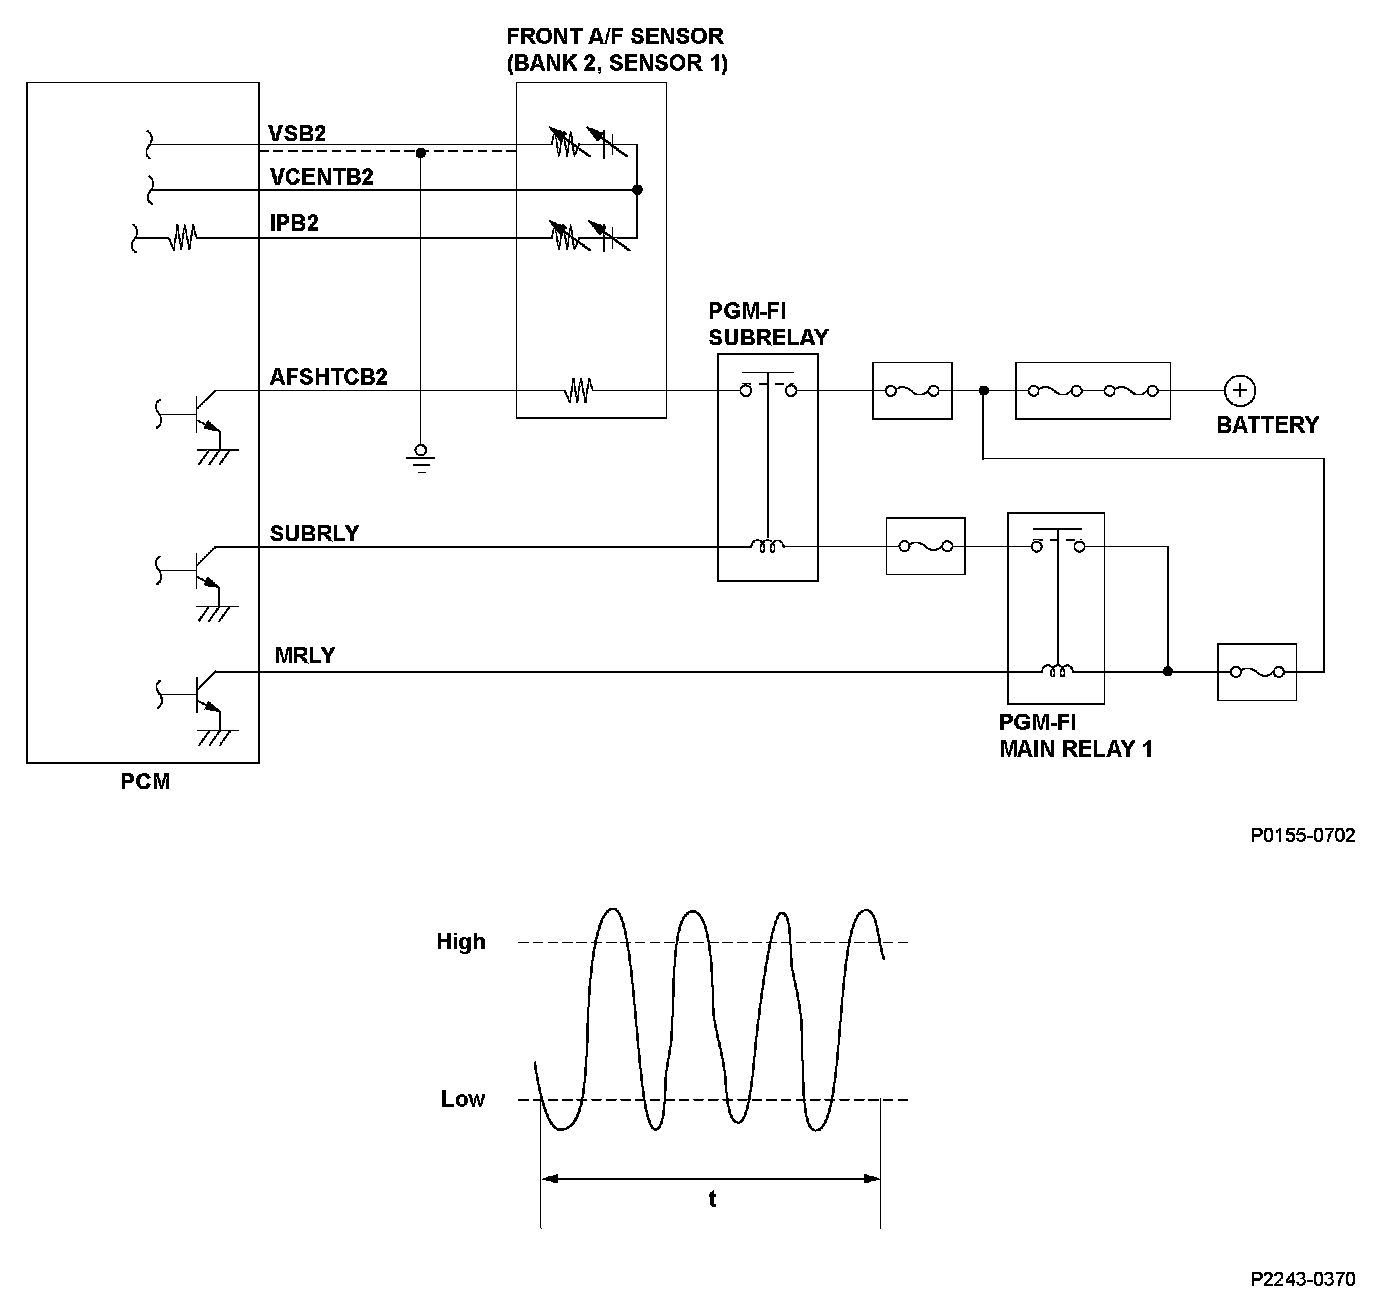 FRONT A/F SENSOR
(BANK 2, SENSOR 1)
VSB2
VCENTB2
IPB2
PGM-FI
SUBRELAY
AFSHTCB2
BATTERY
SUBRLY
MRLY
PGM-FI
MAIN RELAY 1
PCM
P0155-0702
High
Low
t
P2243-0370